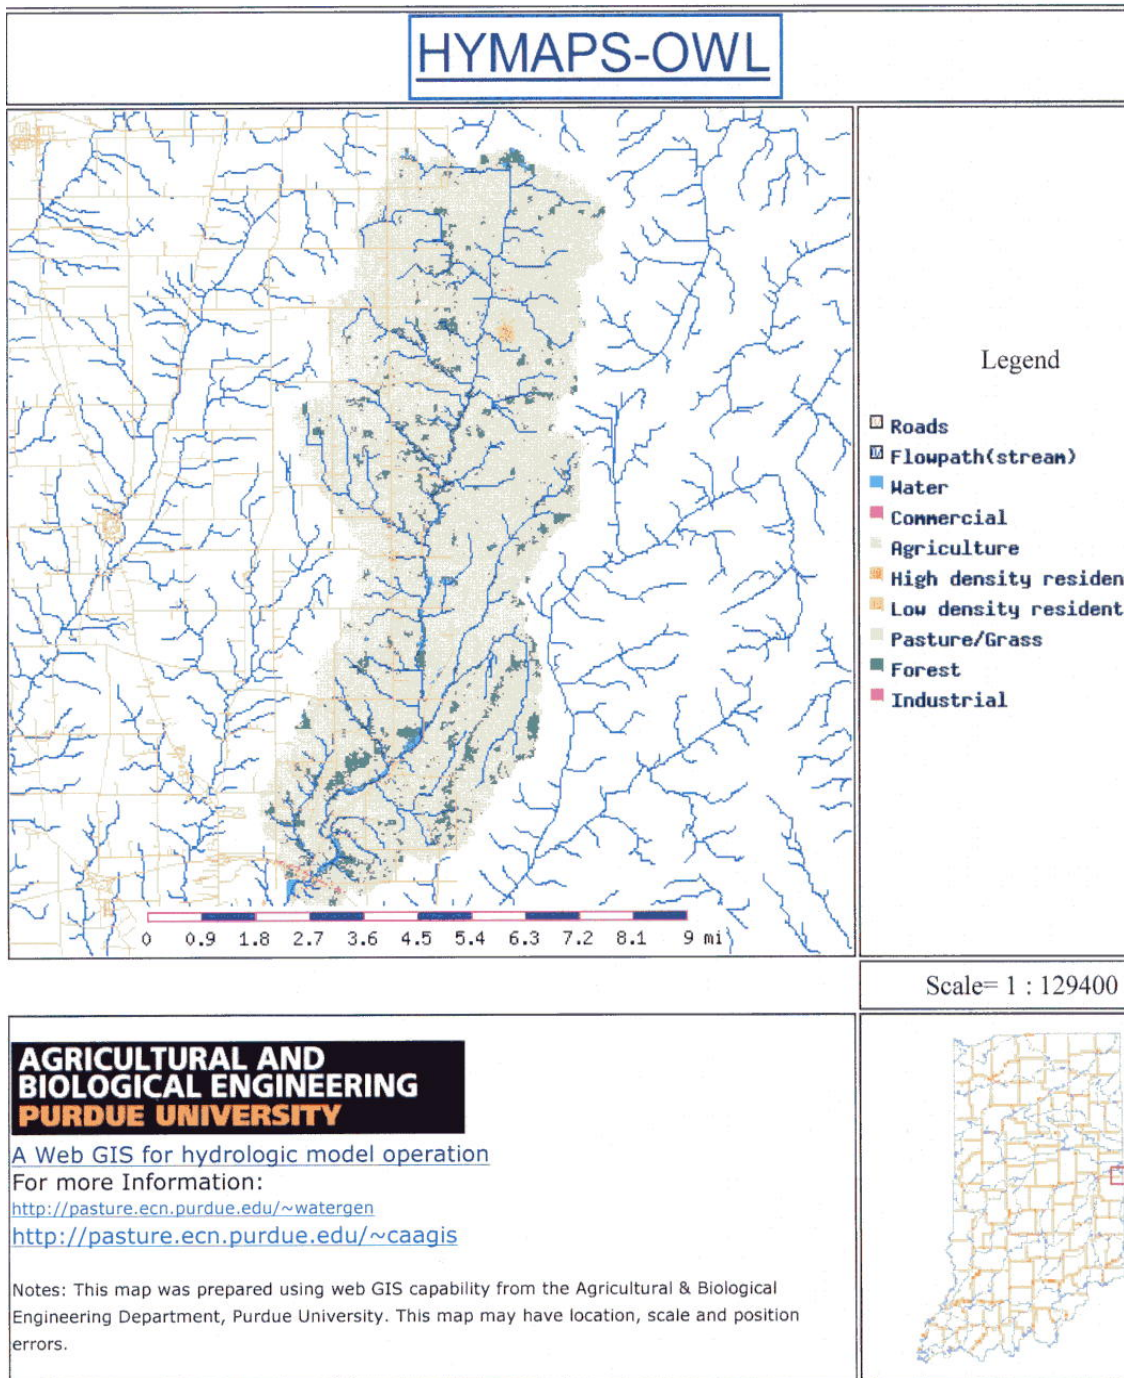 HYMAPS-OWL
Legend
Roads
Flowpath(stream)
Water
Commercial
Agriculture
High density residen
Low density resident
Pasture/Grass
Forest
Industrial
0 0.9 1.8 2.7 3.6 4.5 5.4 6.3 7.2 8.1 9 mi
Scale= 1 : 129400
AGRICULTURAL AND
BIOLOGICAL ENGINEERING
PURDUE UNIVERSITY
A Web GIS for hydrologic model operation
For more Information:
http://pasture.ecn.purdue.edu/~watergen
http://pasture.ecn.purdue.edu/~caagis
Notes: This map was prepared using web GIS capability from the Agricultural & Biological
Engineering Department, Purdue University. This map may have location, scale and position
errors.